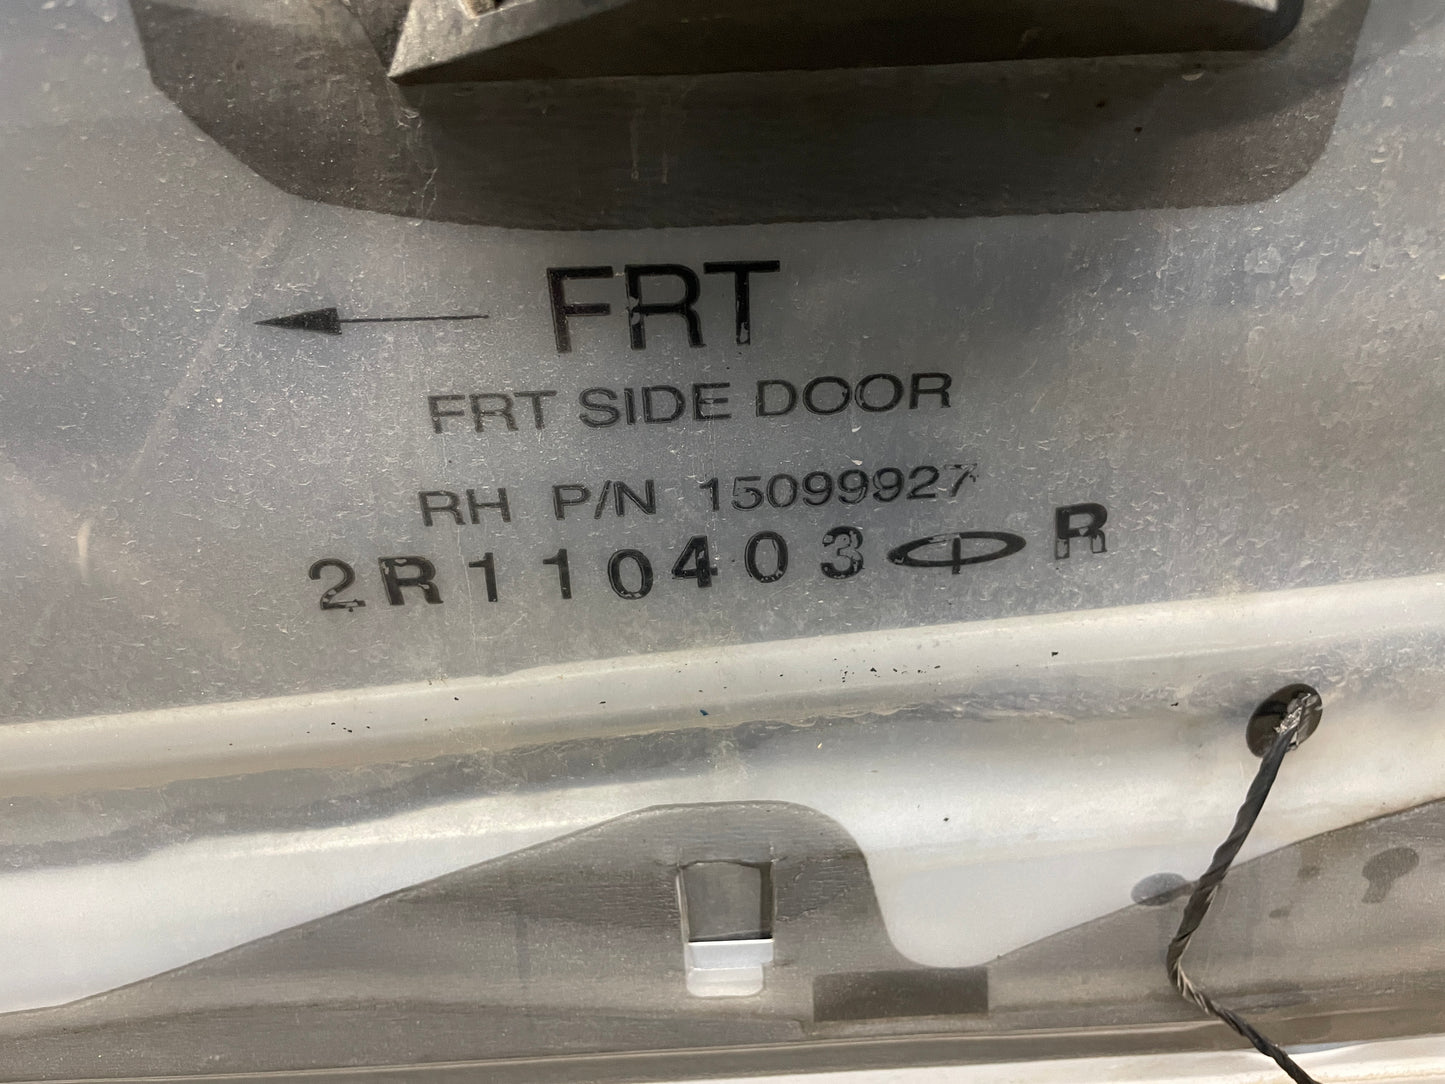 FRT
FRT SIDE DOOR
RH P/N 15099927
2R110403 R